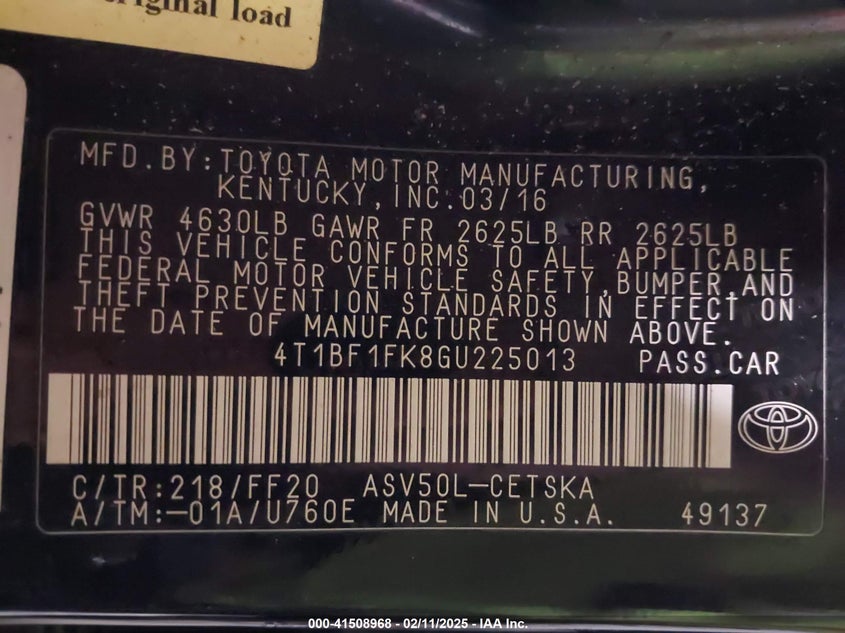 original load
MFD.BY:TOYOTA MOTOR MANUFACTURING,
KENTUCKY,INC.03/16
GVWR 4630LB GAWR FR 2625LB RR 2625LB
THIS VEHICLE CONFORMS TO ALL APPLICABLE
FEDERAL MOTOR VEHICLE SAFETY,BUMPER,AND
THEFT PREVENTION STANDARDS IN EFFECT ON
THE DATE OF MANUFACTURE SHOWN ABOVE.
4T1BF1FK8GU225013 PASS.CAR
C/TR:218/FF20 ASV50L-CETSKA
A/TM:-01A/U760E MADE IN U.S.A. 49137
000-41508968 - 02/11/2025 - IAA Inc.